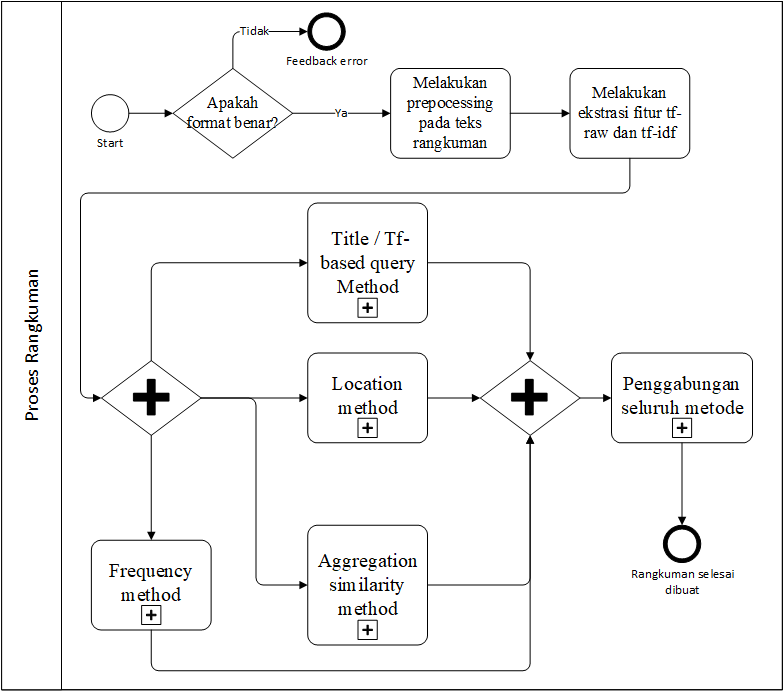 Proses Rangkuman
Tidak
Feedback error
Start
Apakah
format benar?
Ya
Melakukan
prepocessing
pada teks
rangkuman
Melakukan
ekstrasi fitur tf-
raw dan tf-idf
Title / Tf-
based query
Method
Location
method
Penggabungan
seluruh metode
Frequency
method
Aggregation
similarity
method
Rangkuman selesai
dibuat